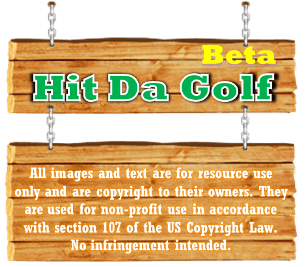 Beta
Hit Da Golf
All images and text are for resource use
only and are copyright to their owners. They
are used for non-profit use in accordance
with section 107 of the US Copyright Law.
No infringement intended.